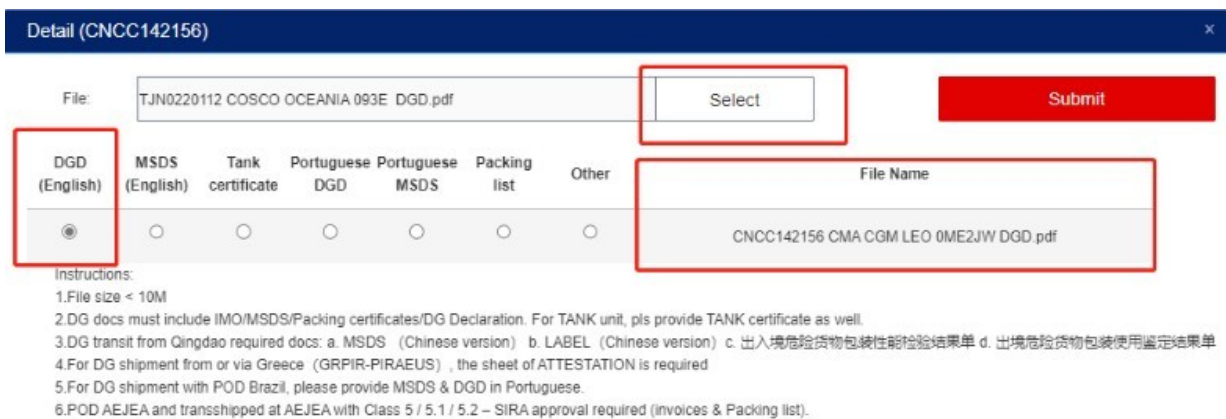 Detail (CNCC142156)
×
File: TJN0220112 COSCO OCEANIA 093E DGD.pdf Select Submit
DGD (English) MSDS (English) Tank certificate Portuguese DGD Portuguese MSDS Packing list Other File Name
CNCC142156 CMA CGM LEO 0ME2JW DGD.pdf
Instructions:
1.File size < 10M
2.DG docs must include IMO/MSDS/Packing certificates/DG Declaration. For TANK unit, pls provide TANK certificate as well.
3.DG transit from Qingdao required docs: a. MSDS （Chinese version） b. LABEL（Chinese version）c. 出入境危险货物包装性能检验结果单 d. 出境危险货物包装使用鉴定结果单
4.For DG shipment from or via Greece（GRPIR-PIRAEUS）, the sheet of ATTESTATION is required
5.For DG shipment with POD Brazil, please provide MSDS & DGD in Portuguese.
6.POD AEJEA and transshipped at AEJEA with Class 5 / 5.1 / 5.2 – SIRA approval required (invoices & Packing list).